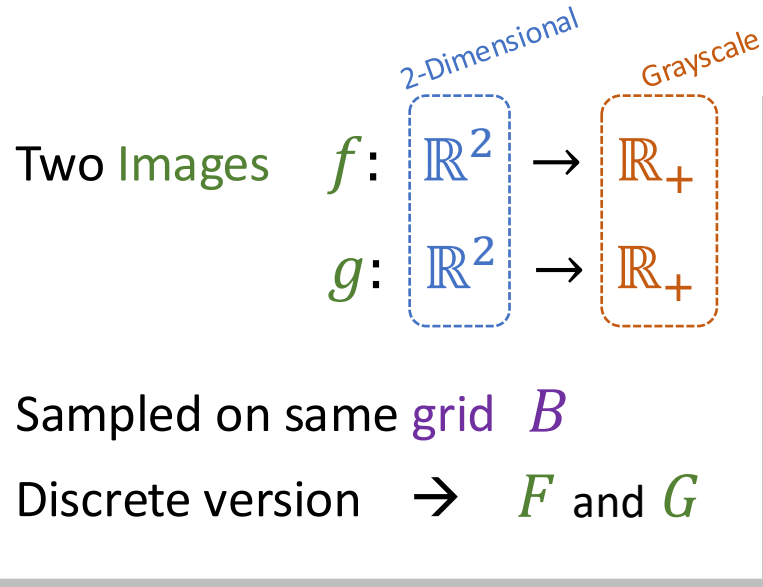 2-Dimensional
Grayscale
Two Images f: ℝ² → ℝ₊
g: ℝ² → ℝ₊
Sampled on same grid B
Discrete version → F and G